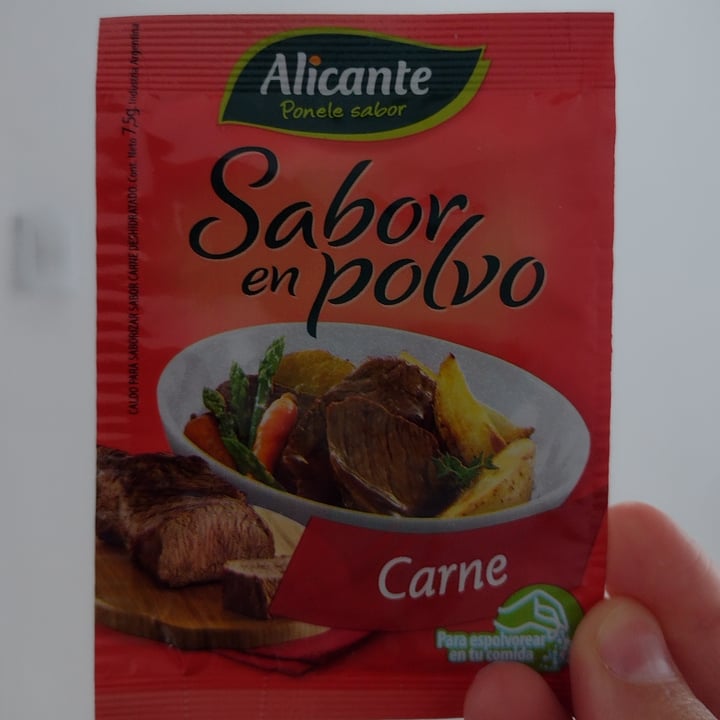 Alicante
Ponele sabor
Sabor
en polvo
Carne
Para espolvorear
en tu comida
CALDO PARA SABORIZAR SABOR CARNE DESHIDRATADO. Cont. Neto 7,5g Industria Argentina